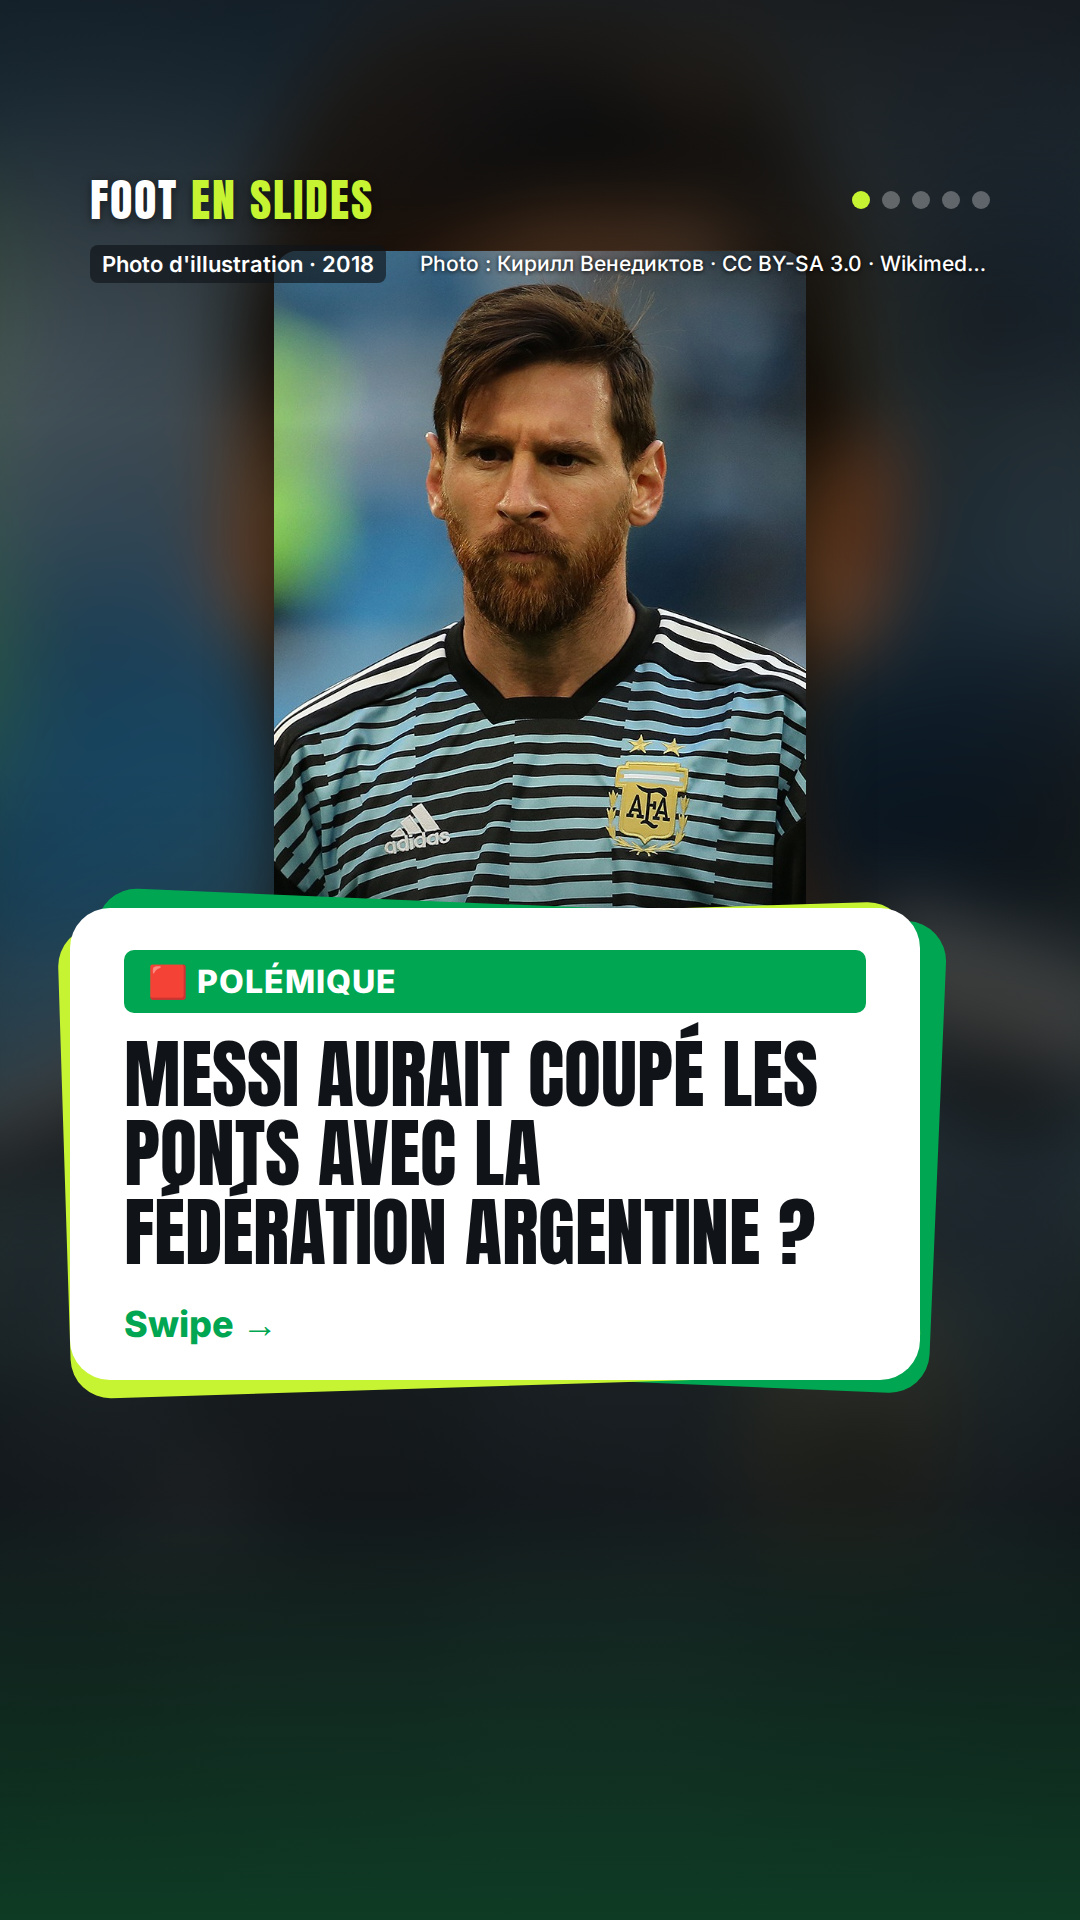 FOOT EN SLIDES
Photo d'illustration · 2018
Photo : Кирилл Венедиктов · CC BY-SA 3.0 · Wikimed...
adidas
AFA
🟥 POLÉMIQUE
MESSI AURAIT COUPÉ LES
PONTS AVEC LA
FÉDÉRATION ARGENTINE ?
Swipe →